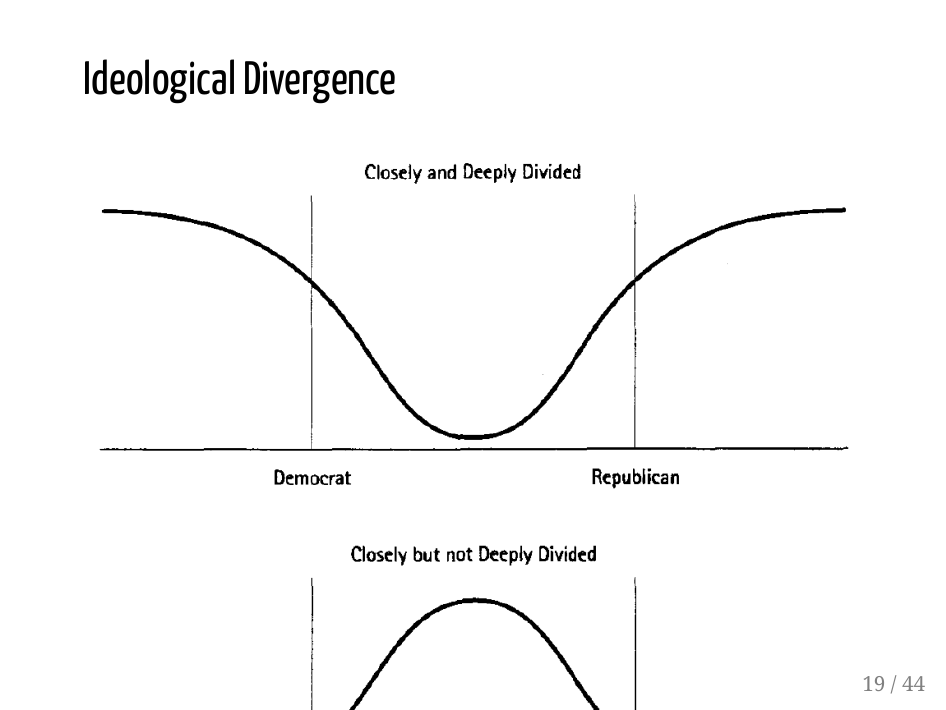 Ideological Divergence
Closely and Deeply Divided
Democrat
Republican
Closely but not Deeply Divided
19 / 44